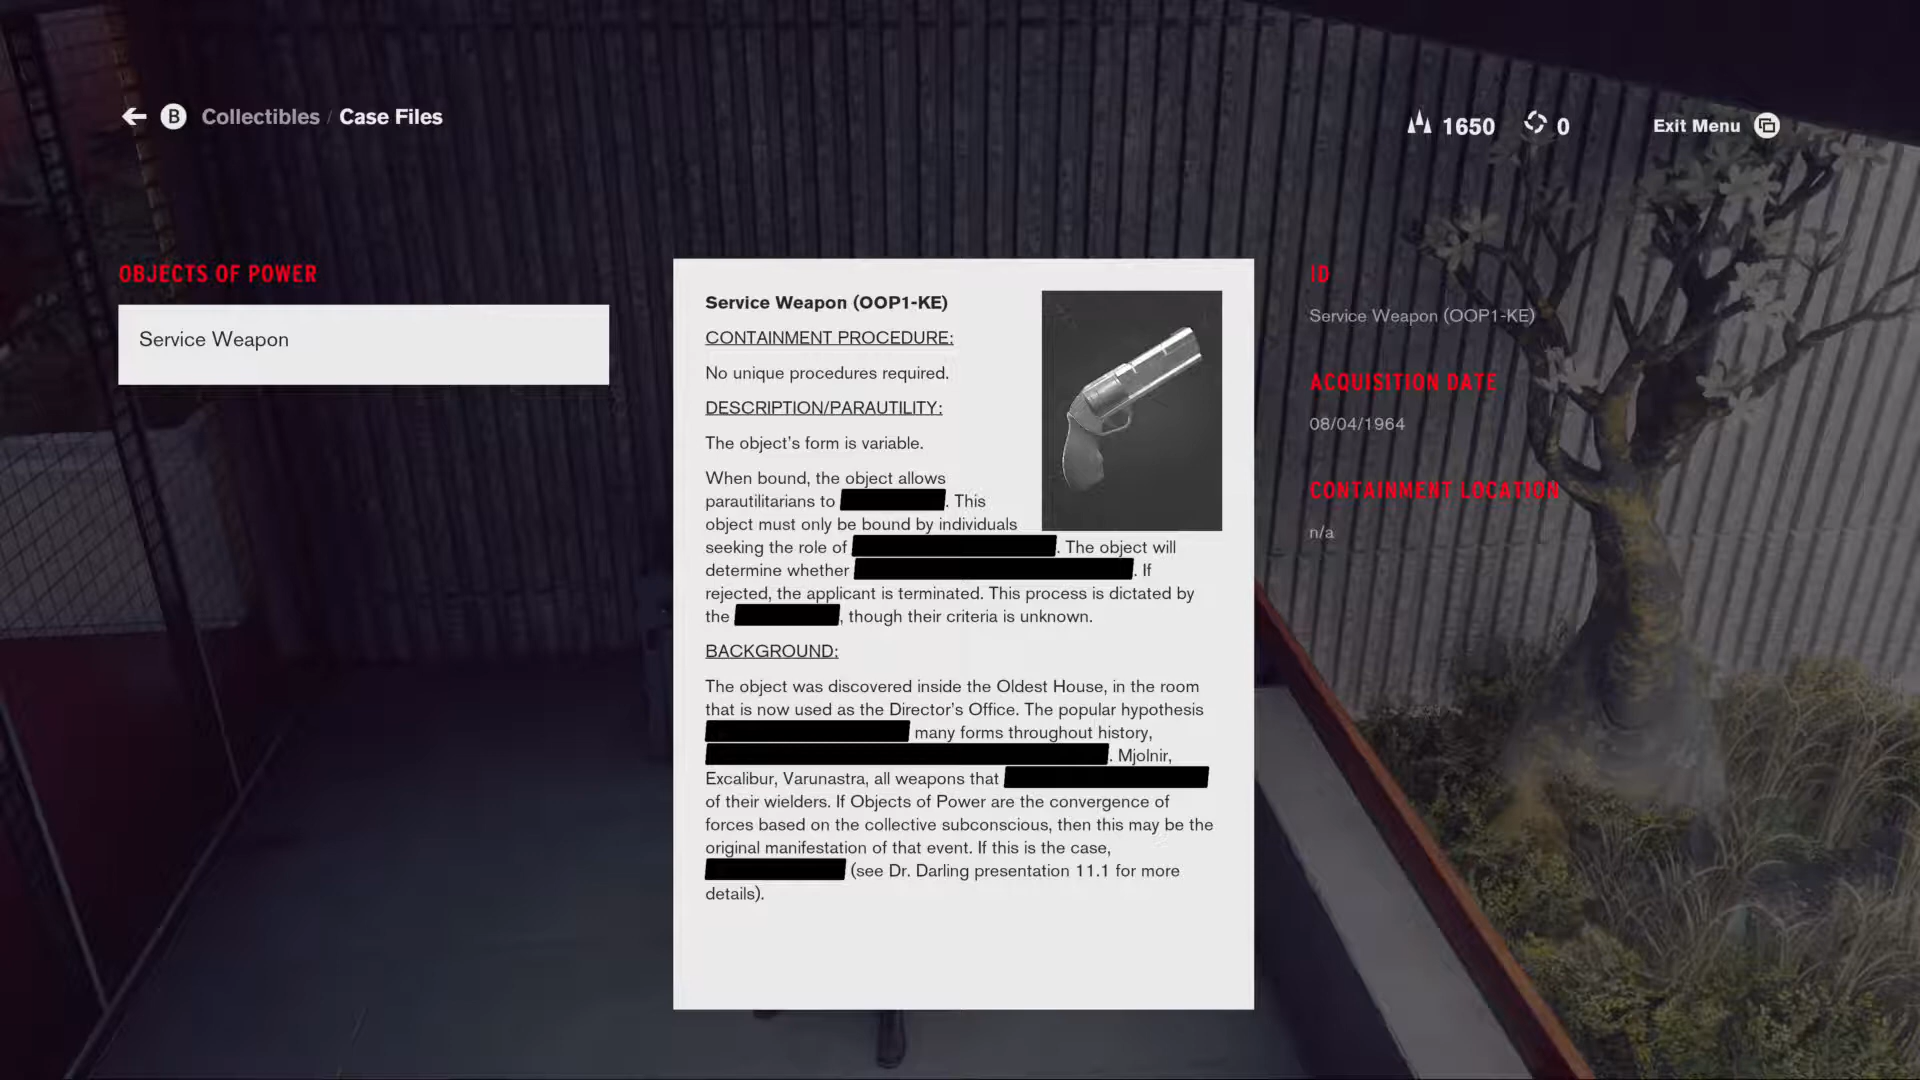 B Collectibles / Case Files
1650 0 Exit Menu
OBJECTS OF POWER
Service Weapon
Service Weapon (OOP1-KE)
CONTAINMENT PROCEDURE:
No unique procedures required.
DESCRIPTION/PARAUTILITY:
The object's form is variable.
When bound, the object allows
parautilitarians to . This
object must only be bound by individuals
seeking the role of . The object will
determine whether . If
rejected, the applicant is terminated. This process is dictated by
the , though their criteria is unknown.
BACKGROUND:
The object was discovered inside the Oldest House, in the room
that is now used as the Director's Office. The popular hypothesis
many forms throughout history,
. Mjolnir,
Excalibur, Varunastra, all weapons that
of their wielders. If Objects of Power are the convergence of
forces based on the collective subconscious, then this may be the
original manifestation of that event. If this is the case,
(see Dr. Darling presentation 11.1 for more
details).
ID
Service Weapon (OOP1-KE)
ACQUISITION DATE
08/04/1964
CONTAINMENT LOCATION
n/a